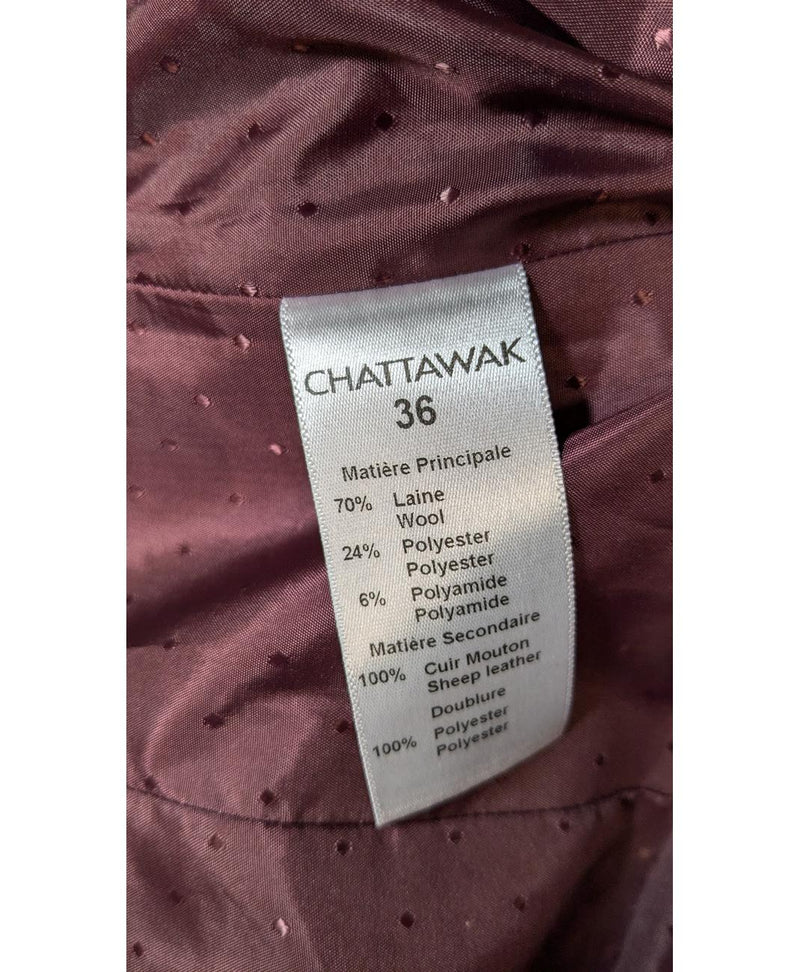 CHATTAWAK
36
Matière Principale
70% Laine
Wool
24% Polyester
Polyester
6% Polyamide
Polyamide
Matière Secondaire
100% Cuir Mouton
Sheep leather
Doublure
100% Polyester
Polyester